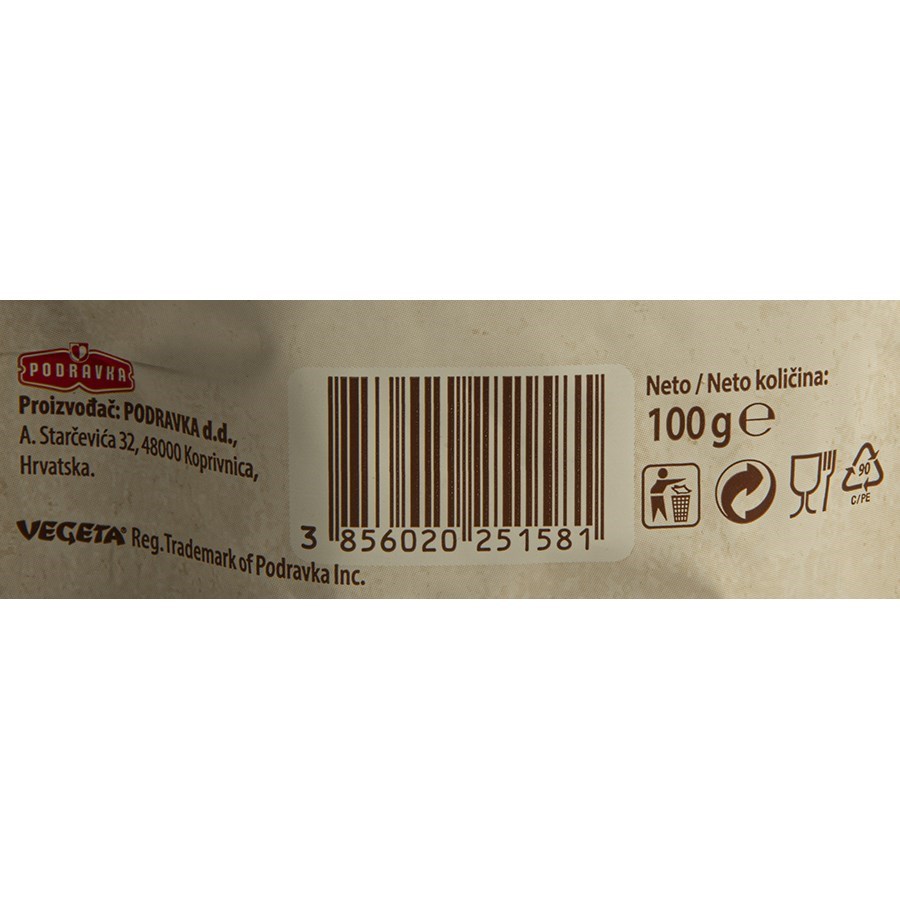 PODRAVKA
Proizvođač: PODRAVKA d.d.,
A. Starčevića 32, 48000 Koprivnica,
Hrvatska.
VEGETA® Reg.Trademark of Podravka Inc.
3 856020 251581
Neto / Neto količina:
100 g ℮
90
C/PE